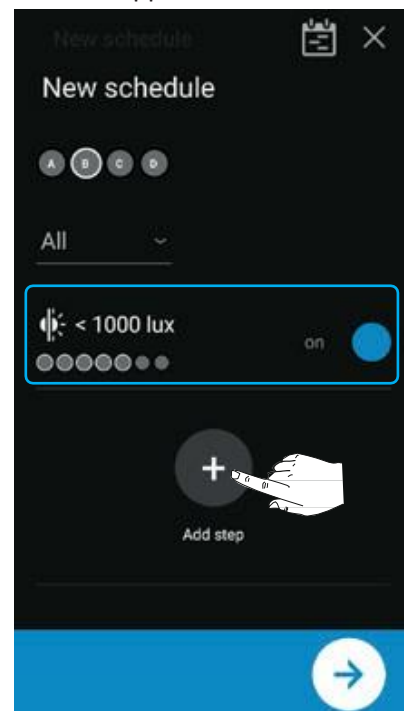 New schedule
New schedule
A B C D
All
< 1000 lux
on
Add step